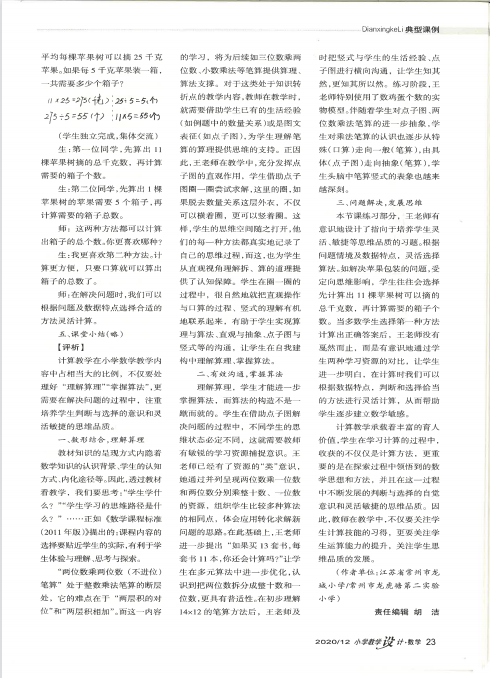 DianxingkeLi 典型课例
平均每棵苹果树可以摘 25 千克
苹果。如果每 5 千克苹果装一箱,
一共需要多少个箱子?
11×25=275(千克) 25÷5=5(个)
275÷5=55(个) 11×5=55(个)
(学生独立完成,集体交流)
生:第一位同学,先算出 11
棵苹果树摘的总千克数,再计算
需要的箱子个数。
生:第二位同学,先算出 1 棵
苹果树的苹果需要 5 个箱子,再
计算需要的箱子总数。
师:这两种方法都可以计算
出箱子的总个数,你更喜欢哪种?
生:我更喜欢第二种方法。计
算更方便,只要口算就可以算出
箱子的总数了。
师:在解决问题时,我们可以
根据问题及数据特点选择合适的
方法灵活计算。
五、课堂小结(略)
【评析】
计算教学在小学数学教学内
容中占相当大的比例,不仅要处
理好“理解算理”“掌握算法”,更
需要在解决问题的过程中,注重
培养学生判断与选择的意识和灵
活敏捷的思维品质。
一、数形结合,理解算理
教材知识的呈现方式内隐着
数学知识的认识背景、学生的认知
方式、内化途径等。因此,透过教材
看教学,我们要思考:“学生学什
么?”“学生学习的思维路径是什
么?”……正如《数学课程标准
(2011 年版)》提出的:课程内容的
选择要贴近学生的实际,有利于学
生体验与理解、思考与探索。
“两位数乘两位数(不进位)
笔算”处于整数乘法笔算的断层
处,它的难点在于“两层积的对
位”和“两层积相加”。而这一内容
的学习,将为后续如三位数乘两
位数、小数乘法等笔算提供算理、
算法支撑。对于这类处于知识转
折点的教学内容,教师在教学时,
就需要借助学生已有的生活经验
(如例题中的数量关系)或是图文
表征(如点子图),为学生理解笔
算的算理提供思维的支持。正因
此,王老师在教学中,充分发挥点
子图的直观作用,学生借助点子
图圈一圈尝试求解,这里的圈,如
果脱去数量关系这层外衣,不仅
可以横着圈,更可以竖着圈。这
样,学生的思维空间随之打开,他
们的每一种方法都真实地记录了
自己的思维过程,而这,也为学生
从直观视角理解拆、算的道理提
供了认知保障。学生在圈一圈的
过程中,很自然地就把直观操作
与口算的过程、竖式的理解有机
地联系起来,有助于学生实现算
理与算法、直观与抽象、点子图与
竖式等的沟通,让学生在自我建
构中理解算理、掌握算法。
二、有效沟通,掌握算法
理解算理,学生才能进一步
掌握算法,而算法的构造不是一
蹴而就的。学生在借助点子图解
决问题的过程中,不同学生的思
维状态必定不同,这就需要教师
有敏锐的学习资源捕捉意识。王
老师已经有了资源的“类”意识,
她通过并列呈现两位数乘一位数
和两位数分别乘整十数、一位数
的资源,组织学生比较多种算法
的相同点,体会应用转化求解新
问题的思路。在此基础上,王老师
进一步提出“如果买 13 套书,每
套书 11 本,你还会计算吗?”让学
生在多元算法中进一步优化,认
识到把两位数拆分成整十数和一
位数,更具有普适性。在初步理解
14×12 的笔算方法后,王老师及
时把竖式与学生的生活经验、点
子图进行横向沟通,让学生知其
然,更知其所以然。练习阶段,王
老师特别使用了数鸡蛋个数的实
物模型,伴随着学生对点子图、两
位数乘法笔算的进一步抽象,学
生对乘法笔算的认识也逐步从特
殊(口算)走向一般(笔算),由具
体(点子图)走向抽象(笔算),学
生头脑中笔算竖式的表象也越来
越深刻。
三、问题解决,发展思维
本节课练习部分,王老师有
意识地设计了指向于培养学生灵
活、敏捷等思维品质的习题。根据
问题情境及数据特点,灵活选择
算法。如解决苹果包装的问题,受
定向思维影响,学生往往会选择
先计算出 11 棵苹果树可以摘的
总千克数,再计算需要的箱子个
数。当多数学生选择第一种方法
计算出正确答案后,王老师没有
戛然而止,而是有意识地通过学
生两种学习资源的对比,让学生
进一步明白,在计算时我们可以
根据数据特点,判断和选择恰当
的方法进行灵活计算,从而帮助
学生逐步建立数学敏感。
计算教学承载着丰富的育人
价值,学生在学习计算的过程中,
收获的不仅仅是计算方法,更重
要的是在探索过程中领悟到的数
学思想和方法,并且在这一过程
中不断发展的判断与选择的自觉
意识和灵活敏捷的思维品质。因
此,教师在教学中,不仅要关注学
生计算技能的习得,更要关注学
生运算能力的提升,关注学生思
维品质的发展。
(作者单位:江苏省常州市龙
城小学/常州市龙虎塘第二实验
小学)
责任编辑 胡 洁
2020/12 小学教学设计·数学 23